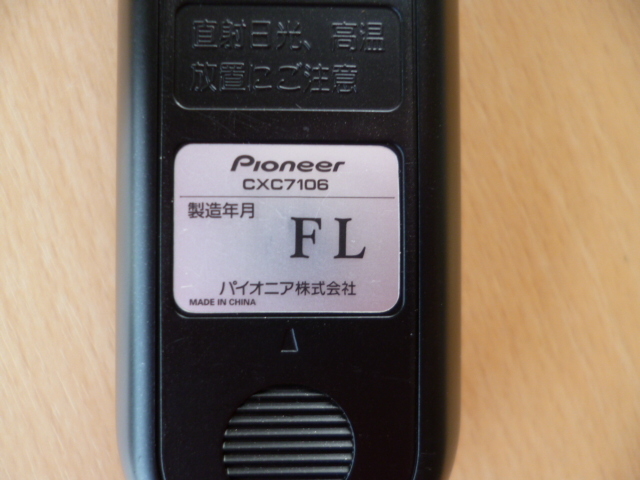 直射日光、高温
放置にご注意
Pioneer
CXC7106
製造年月
FL
パイオニア株式会社
MADE IN CHINA